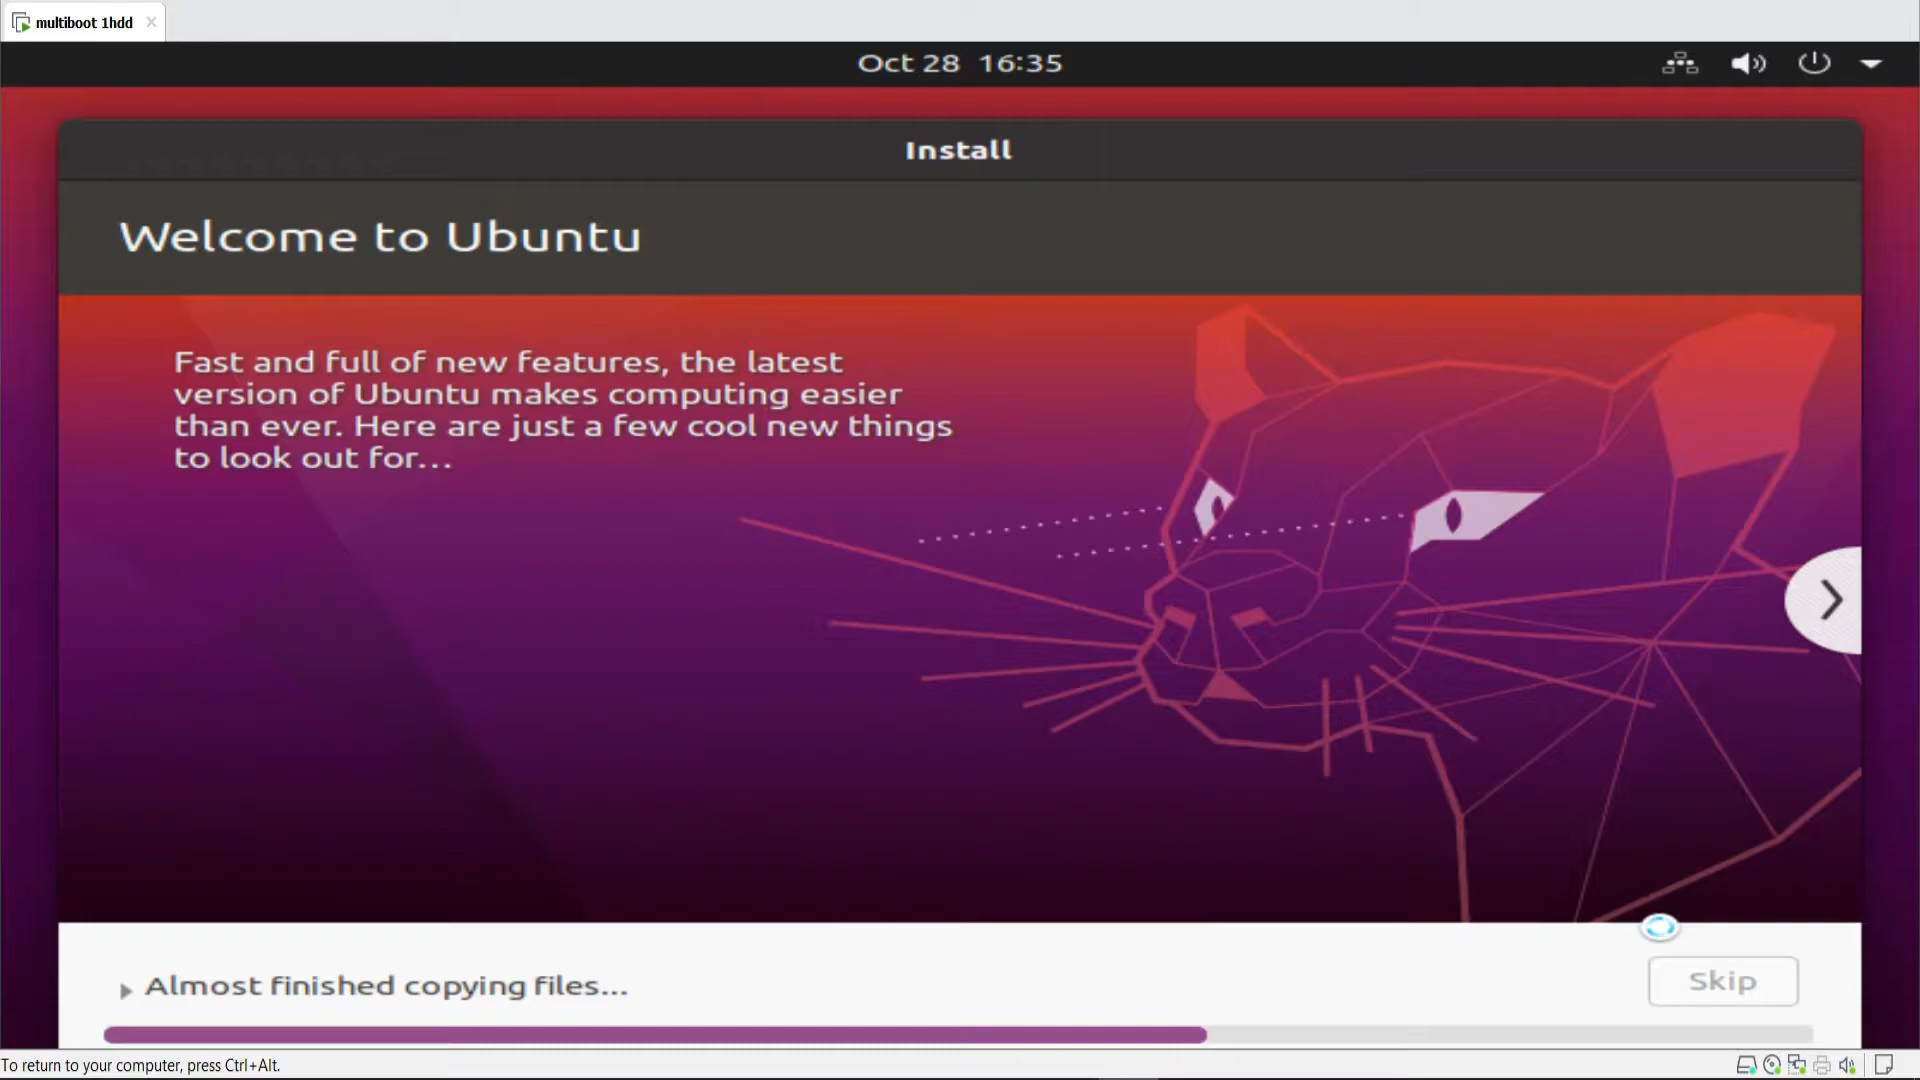 multiboot 1hdd
Oct 28 16:35
Install
Welcome to Ubuntu
Fast and full of new features, the latest
version of Ubuntu makes computing easier
than ever. Here are just a few cool new things
to look out for...
Almost finished copying files...
Skip
To return to your computer, press Ctrl+Alt.